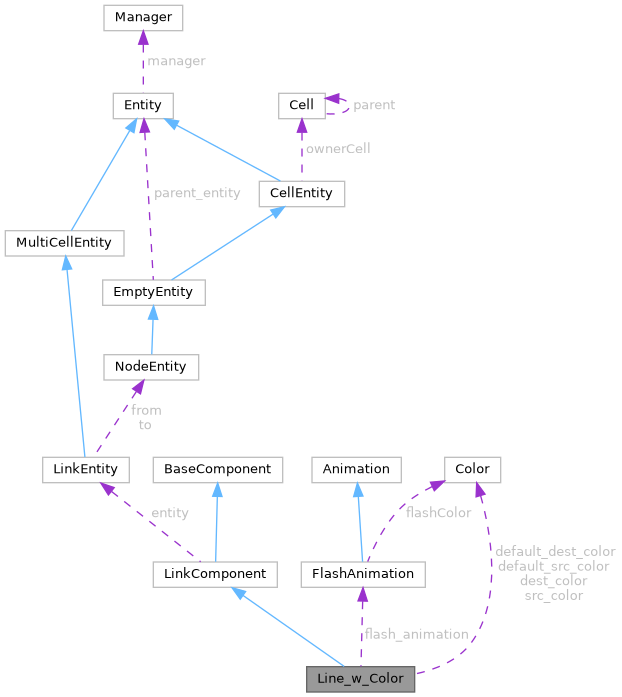 Manager
manager
Entity
Cell
parent
ownerCell
parent_entity
CellEntity
MultiCellEntity
EmptyEntity
NodeEntity
from
to
LinkEntity
BaseComponent
Animation
Color
entity
flashColor
default_dest_color
default_src_color
dest_color
src_color
LinkComponent
FlashAnimation
flash_animation
Line_w_Color